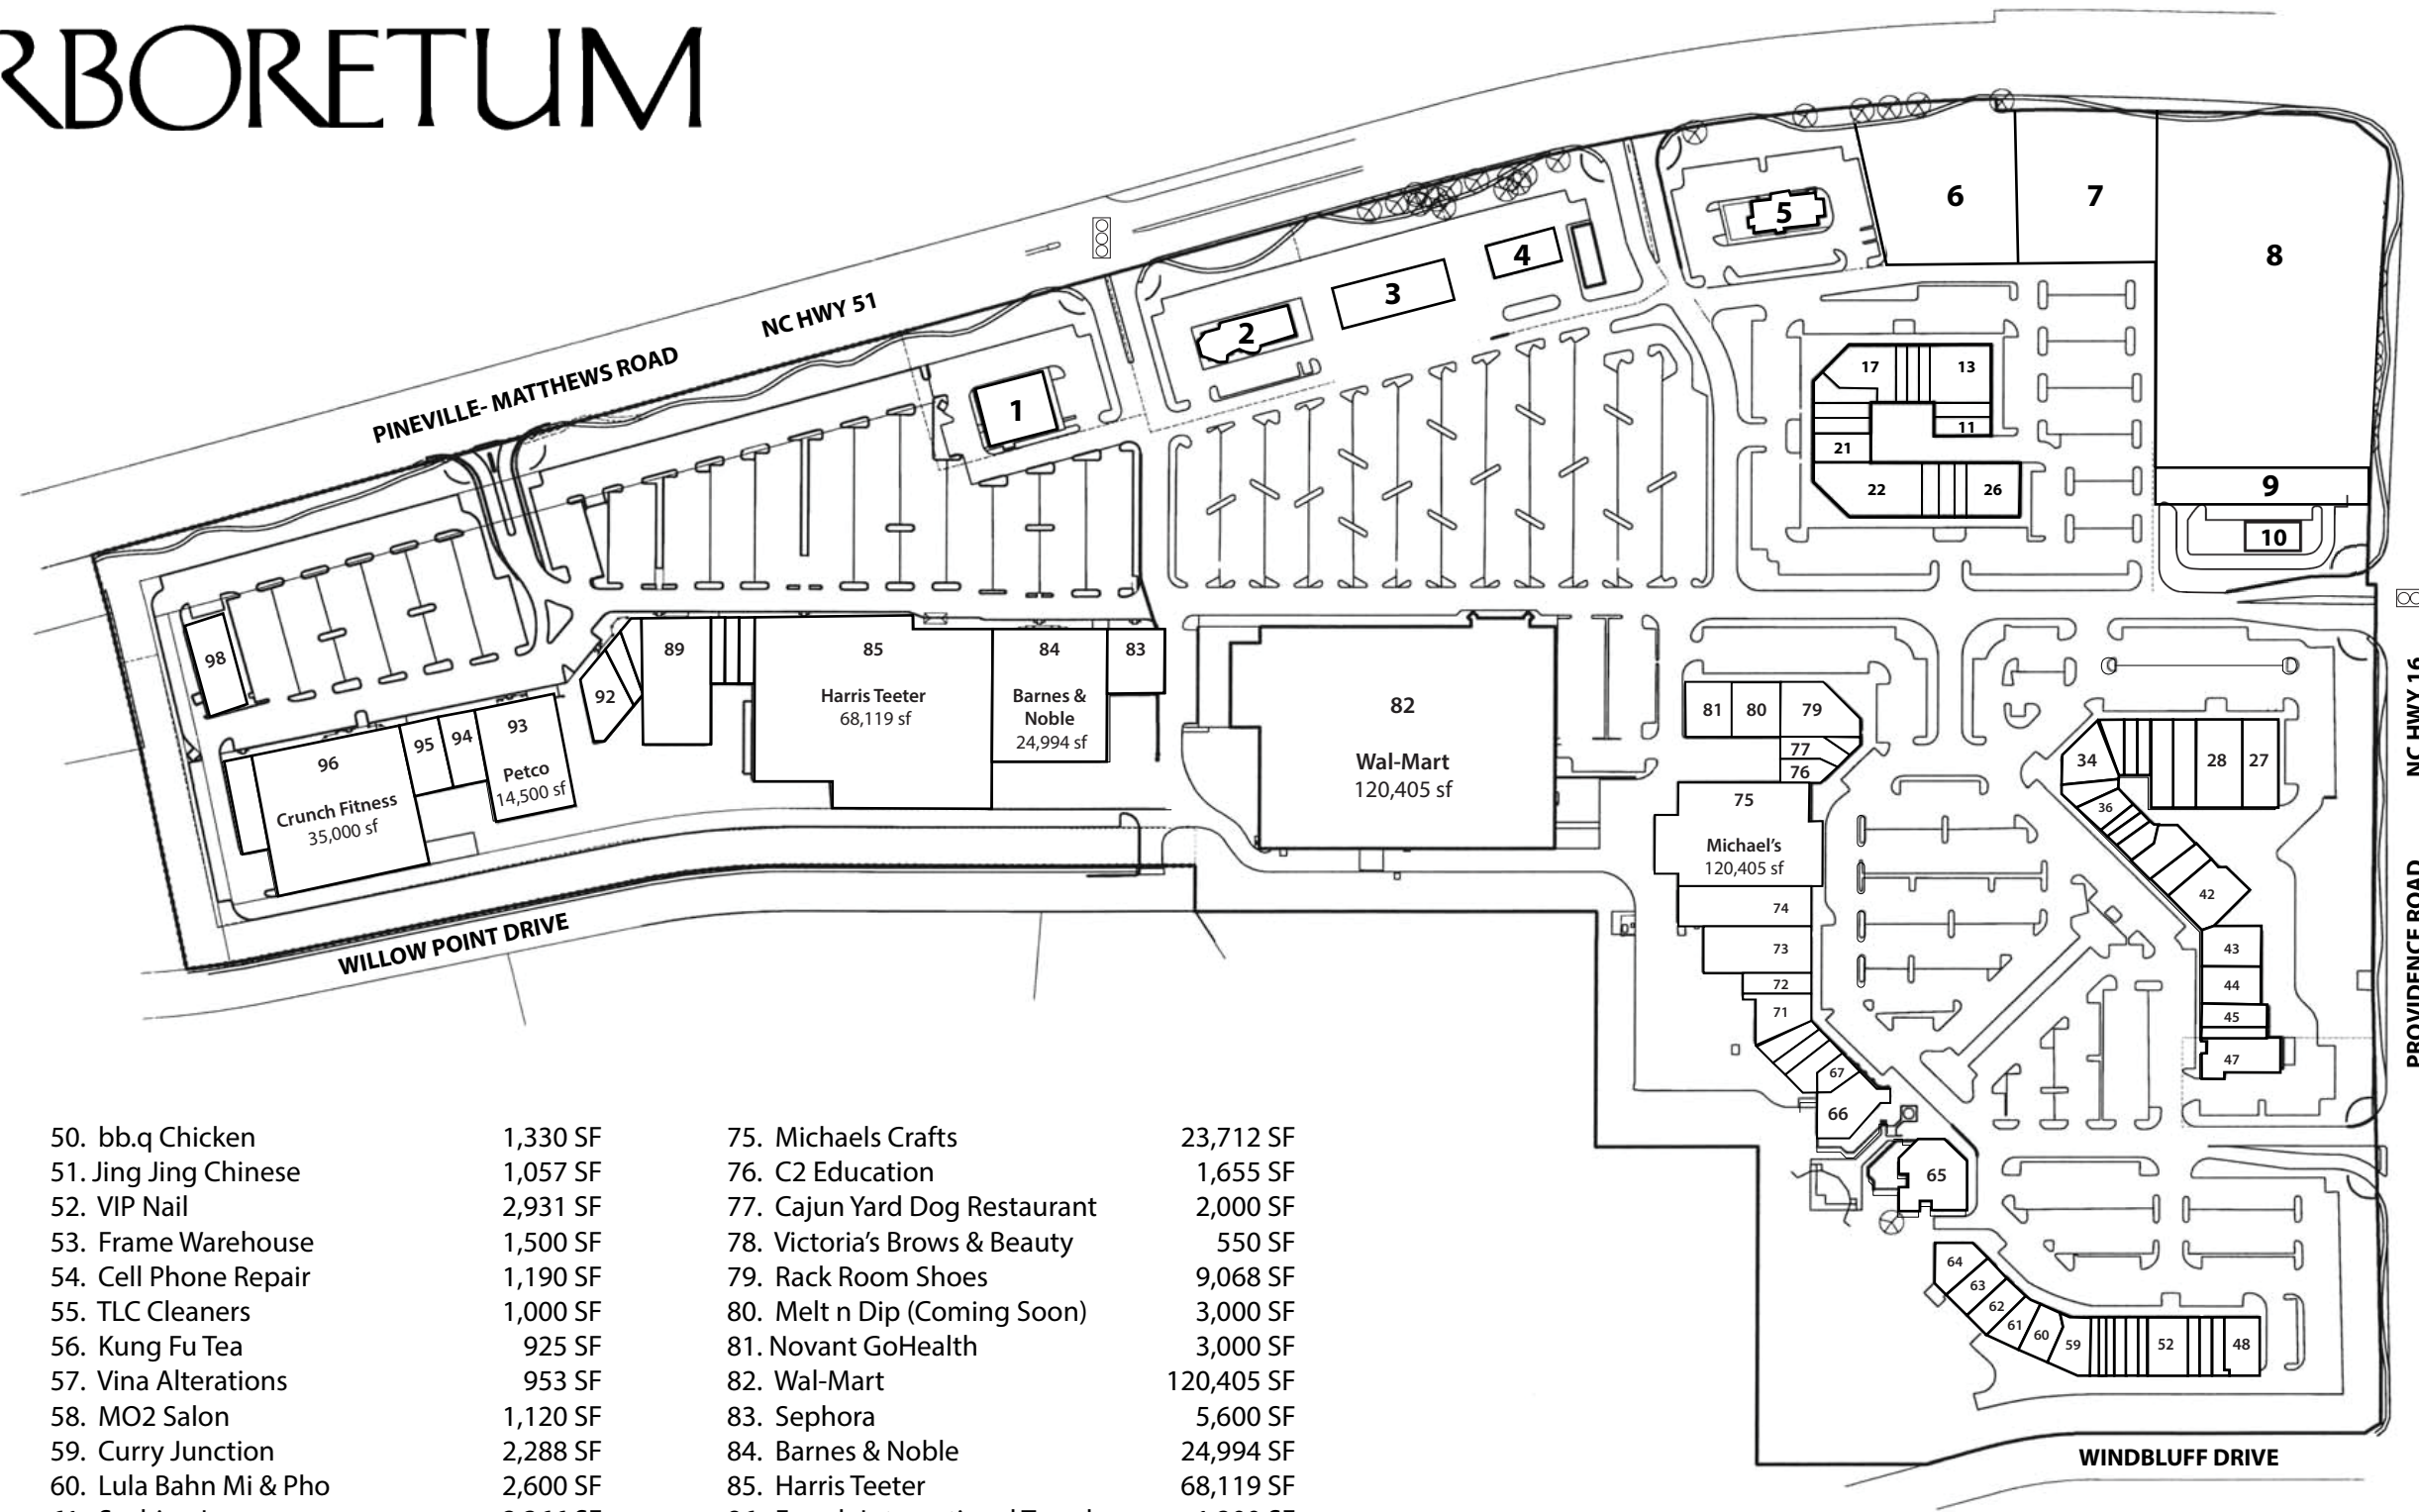 RBORETUM
PINEVILLE- MATTHEWS ROAD
NC HWY 51
1
2
3
4
5
6
7
8
9
10
17
13
11
21
22
26
98
92
89
85
Harris Teeter
68,119 sf
84
Barnes &
Noble
24,994 sf
83
82
Wal-Mart
120,405 sf
96
Crunch Fitness
35,000 sf
95
94
93
Petco
14,500 sf
81
80
79
77
76
75
Michael's
120,405 sf
74
73
72
71
67
66
65
34
28
27
36
42
43
44
45
47
64
63
62
61
60
59
52
48
NC HWY 16
PROVIDENCE ROAD
WILLOW POINT DRIVE
WINDBLUFF DRIVE
50. bb.q Chicken 1,330 SF
51. Jing Jing Chinese 1,057 SF
52. VIP Nail 2,931 SF
53. Frame Warehouse 1,500 SF
54. Cell Phone Repair 1,190 SF
55. TLC Cleaners 1,000 SF
56. Kung Fu Tea 925 SF
57. Vina Alterations 953 SF
58. MO2 Salon 1,120 SF
59. Curry Junction 2,288 SF
60. Lula Bahn Mi & Pho 2,600 SF
75. Michaels Crafts 23,712 SF
76. C2 Education 1,655 SF
77. Cajun Yard Dog Restaurant 2,000 SF
78. Victoria's Brows & Beauty 550 SF
79. Rack Room Shoes 9,068 SF
80. Melt n Dip (Coming Soon) 3,000 SF
81. Novant GoHealth 3,000 SF
82. Wal-Mart 120,405 SF
83. Sephora 5,600 SF
84. Barnes & Noble 24,994 SF
85. Harris Teeter 68,119 SF